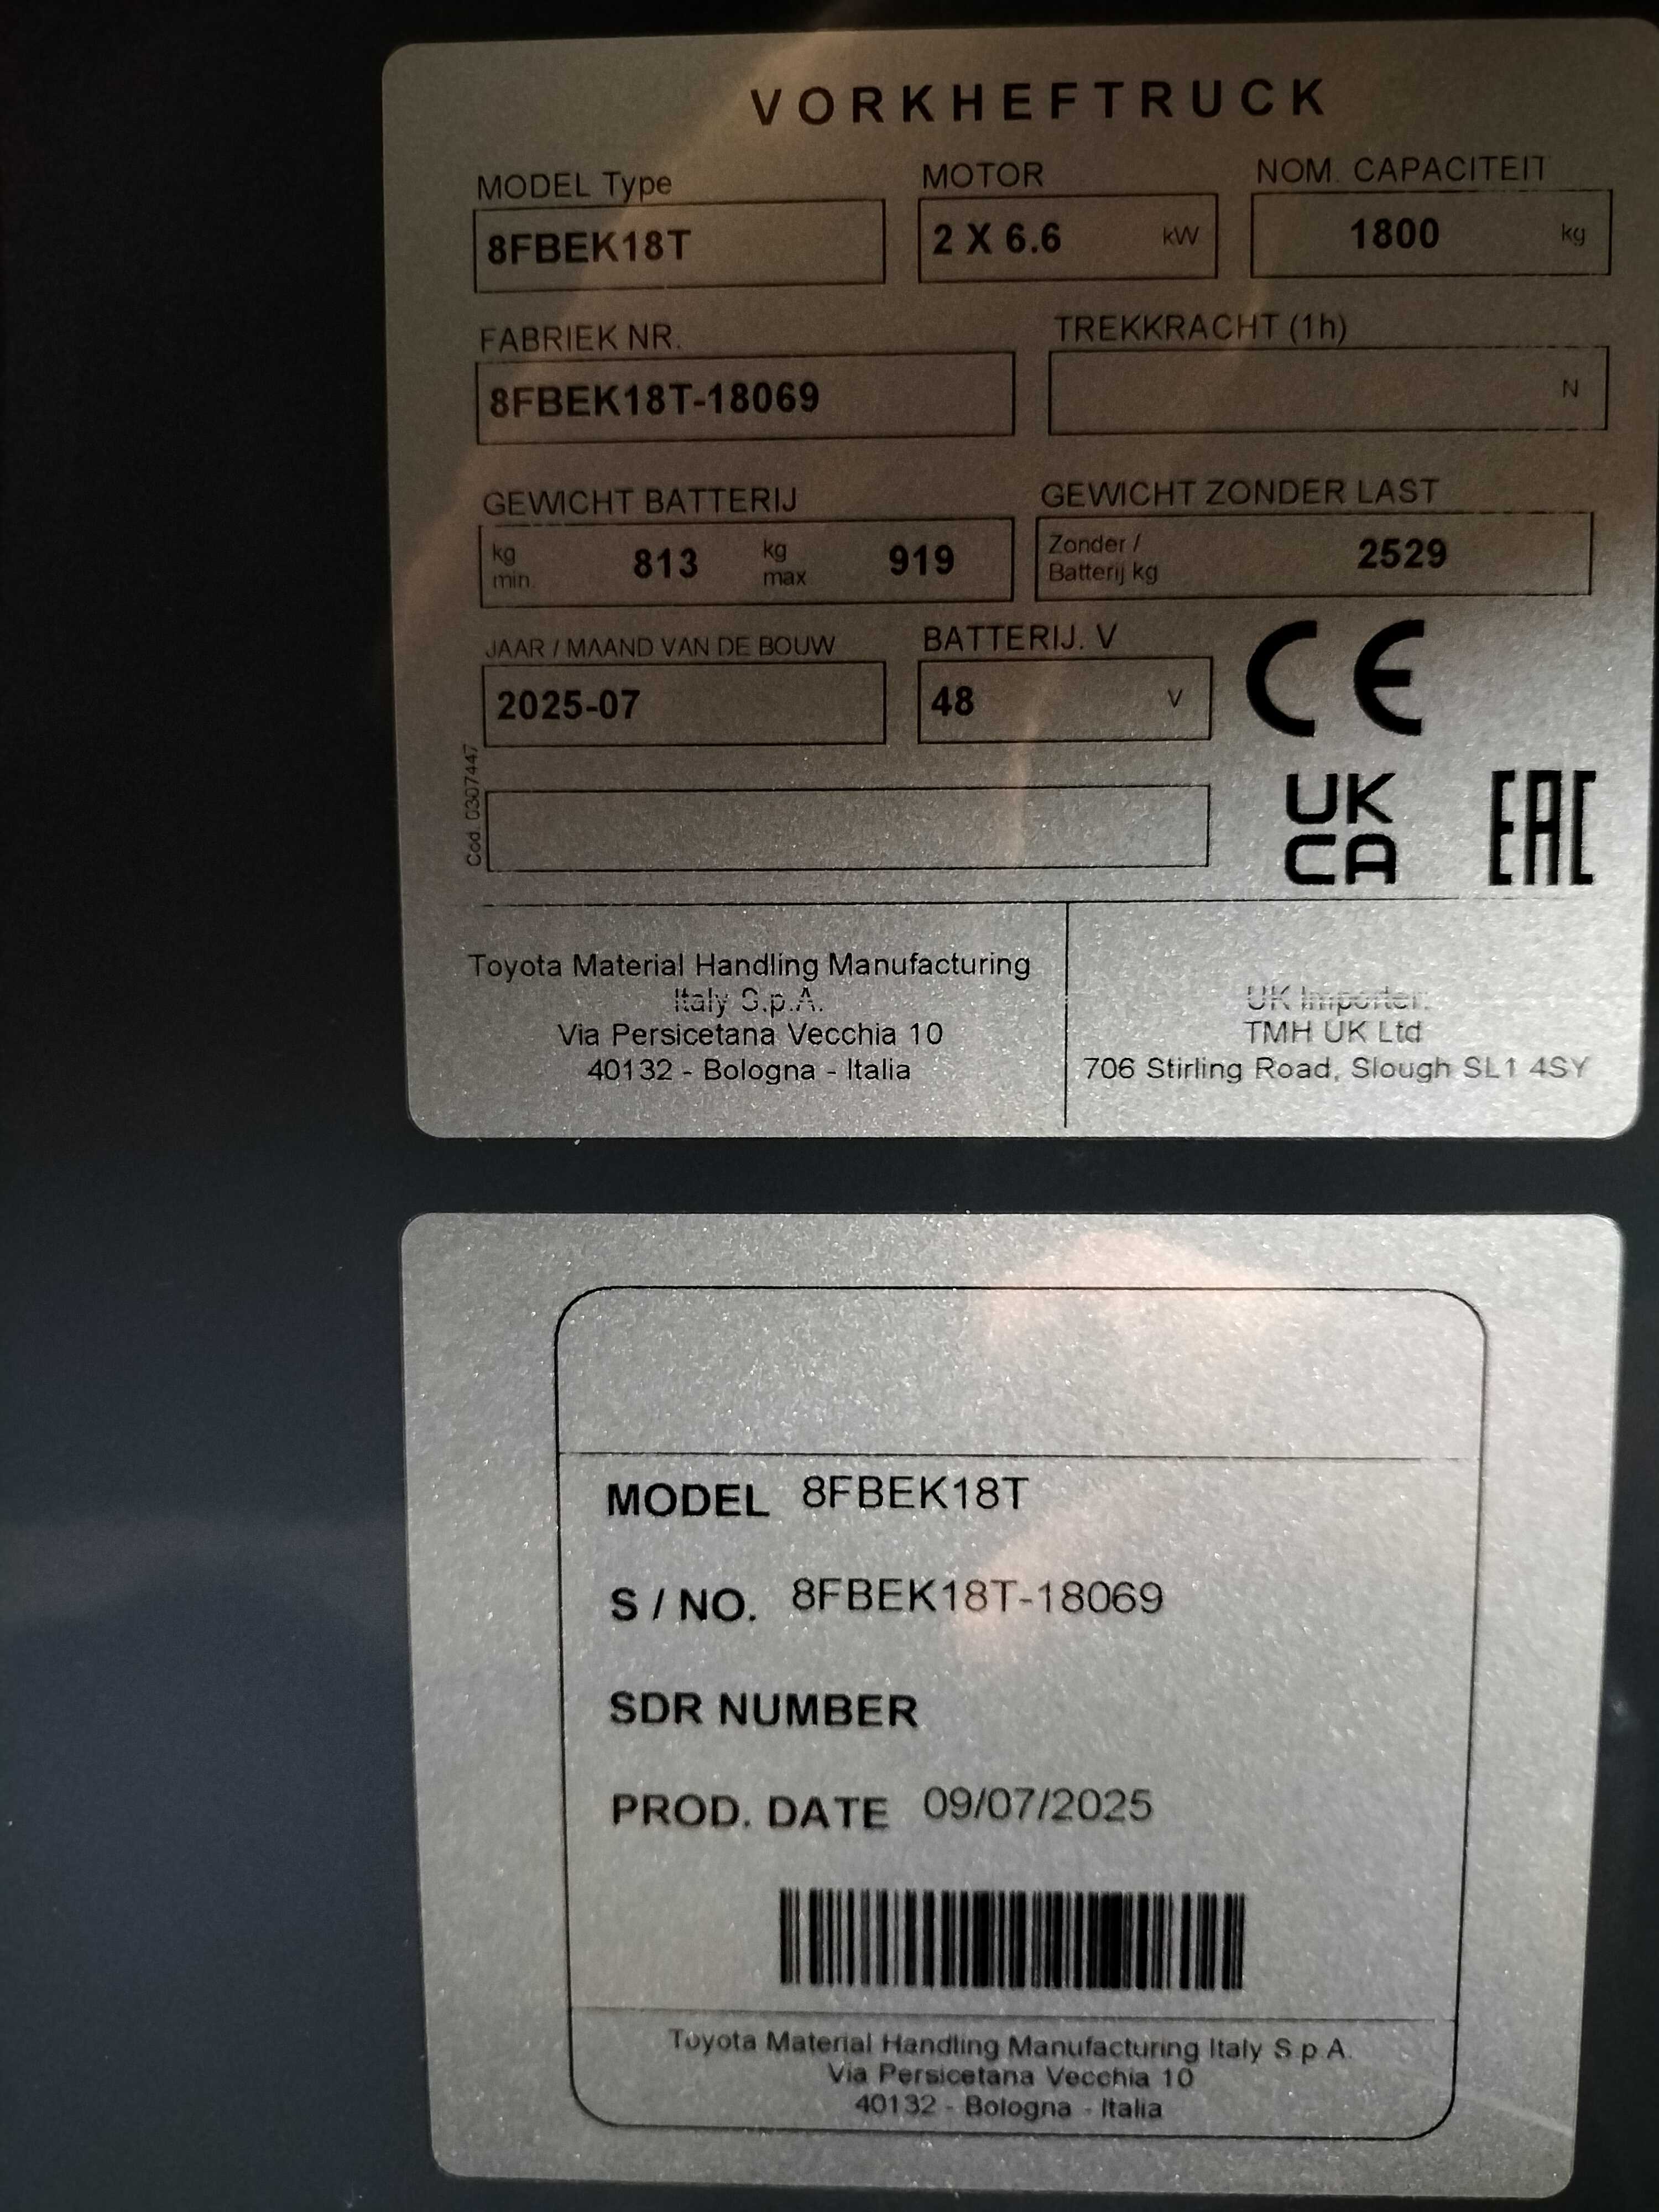 VORKHEFTRUCK
MODEL Type MOTOR NOM. CAPACITEIT
8FBEK18T 2 X 6.6 kW 1800 kg
FABRIEK NR. TREKKRACHT (1h)
8FBEK18T-18069 N
GEWICHT BATTERIJ GEWICHT ZONDER LAST
kg min. 813 kg max 919 Zonder / Batterij kg 2529
JAAR / MAAND VAN DE BOUW BATTERIJ. V
2025-07 48 V
CE
Cod. 0307447
UK
CA
EAC
Toyota Material Handling Manufacturing
Italy S.p.A.
Via Persicetana Vecchia 10
40132 - Bologna - Italia
UK Importer:
TMH UK Ltd
706 Stirling Road, Slough SL1 4SY
MODEL 8FBEK18T
S / NO. 8FBEK18T-18069
SDR NUMBER
PROD. DATE 09/07/2025
Toyota Material Handling Manufacturing Italy S.p.A.
Via Persicetana Vecchia 10
40132 - Bologna - Italia